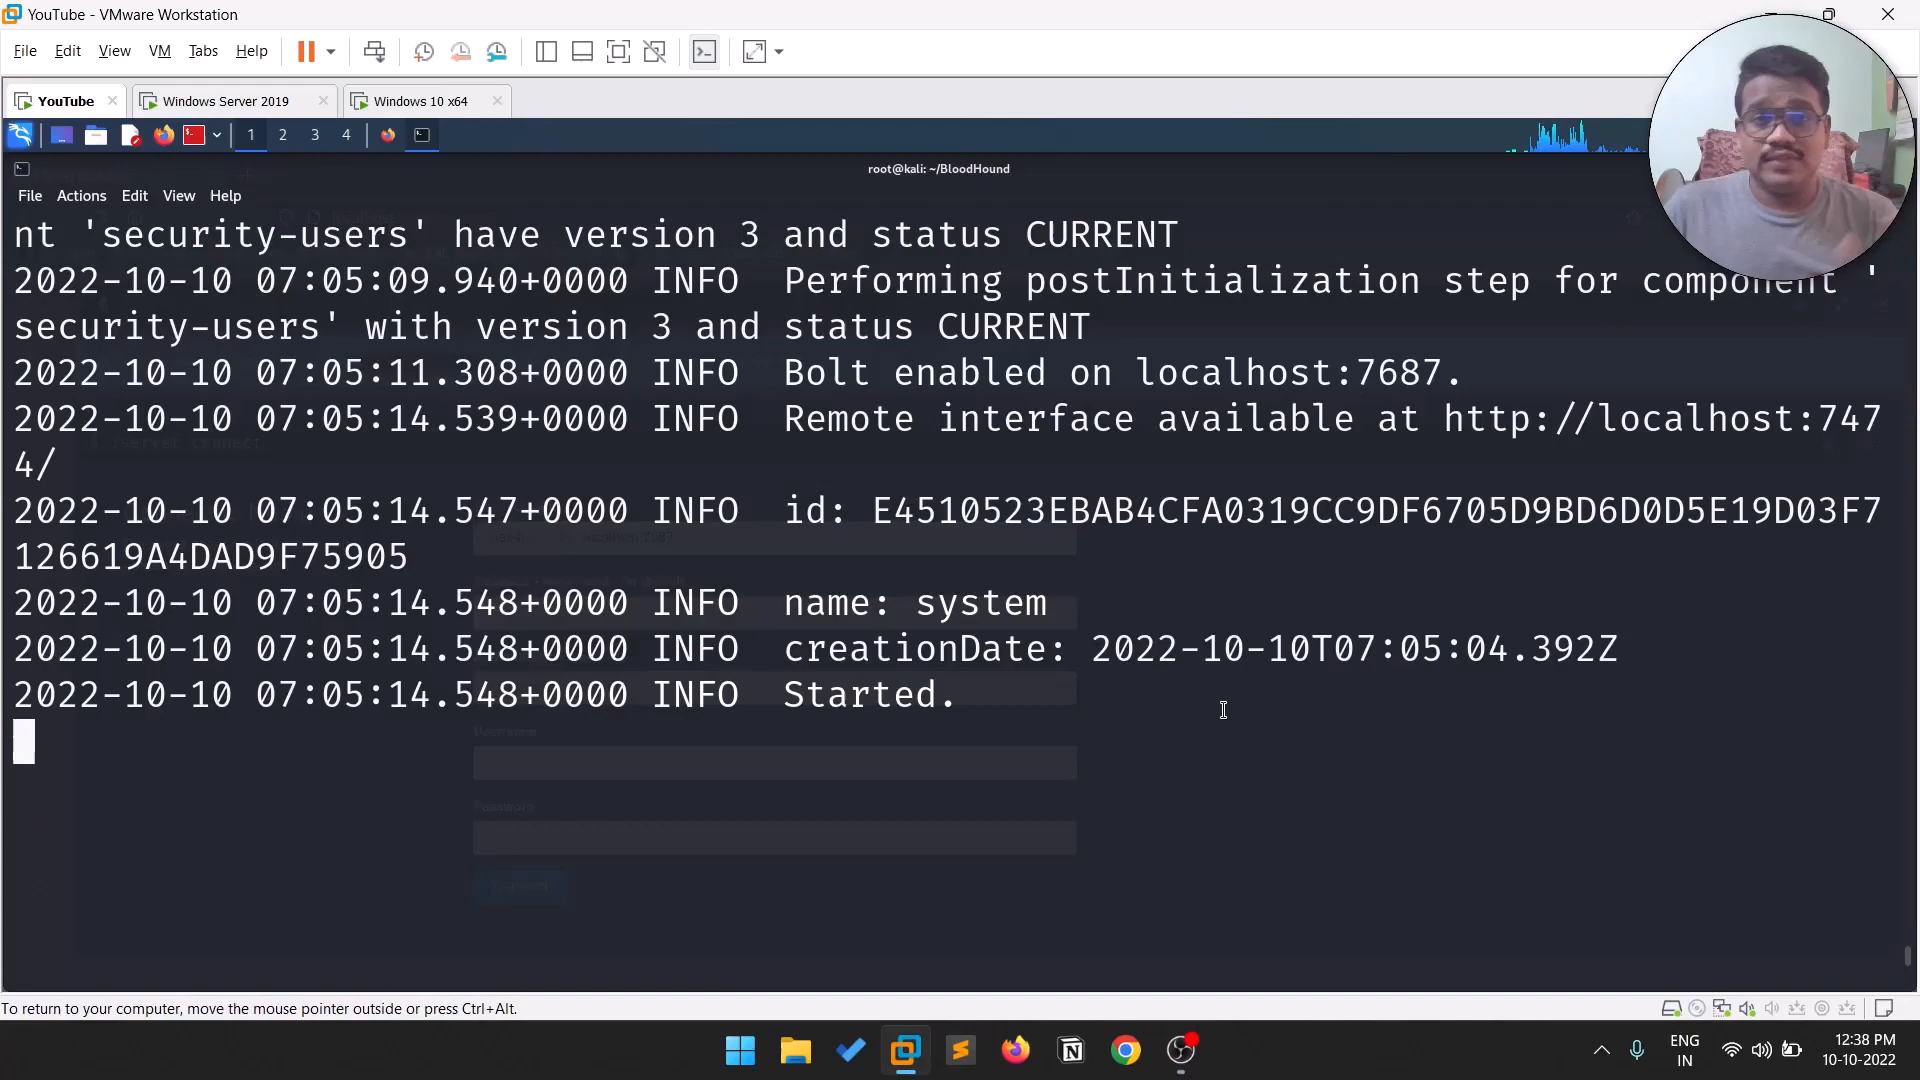 YouTube - VMware Workstation
File Edit View VM Tabs Help
YouTube
Windows Server 2019
Windows 10 x64
1 2 3 4
root@kali: ~/BloodHound
File Actions Edit View Help
nt 'security-users' have version 3 and status CURRENT
2022-10-10 07:05:09.940+0000 INFO  Performing postInitialization step for component '
security-users' with version 3 and status CURRENT
2022-10-10 07:05:11.308+0000 INFO  Bolt enabled on localhost:7687.
2022-10-10 07:05:14.539+0000 INFO  Remote interface available at http://localhost:747
4/
2022-10-10 07:05:14.547+0000 INFO  id: E4510523EBAB4CFA0319CC9DF6705D9BD6D0D5E19D03F7
126619A4DAD9F75905
2022-10-10 07:05:14.548+0000 INFO  name: system
2022-10-10 07:05:14.548+0000 INFO  creationDate: 2022-10-10T07:05:04.392Z
2022-10-10 07:05:14.548+0000 INFO  Started.
Username
Password
To return to your computer, move the mouse pointer outside or press Ctrl+Alt.
ENG
IN
12:38 PM
10-10-2022